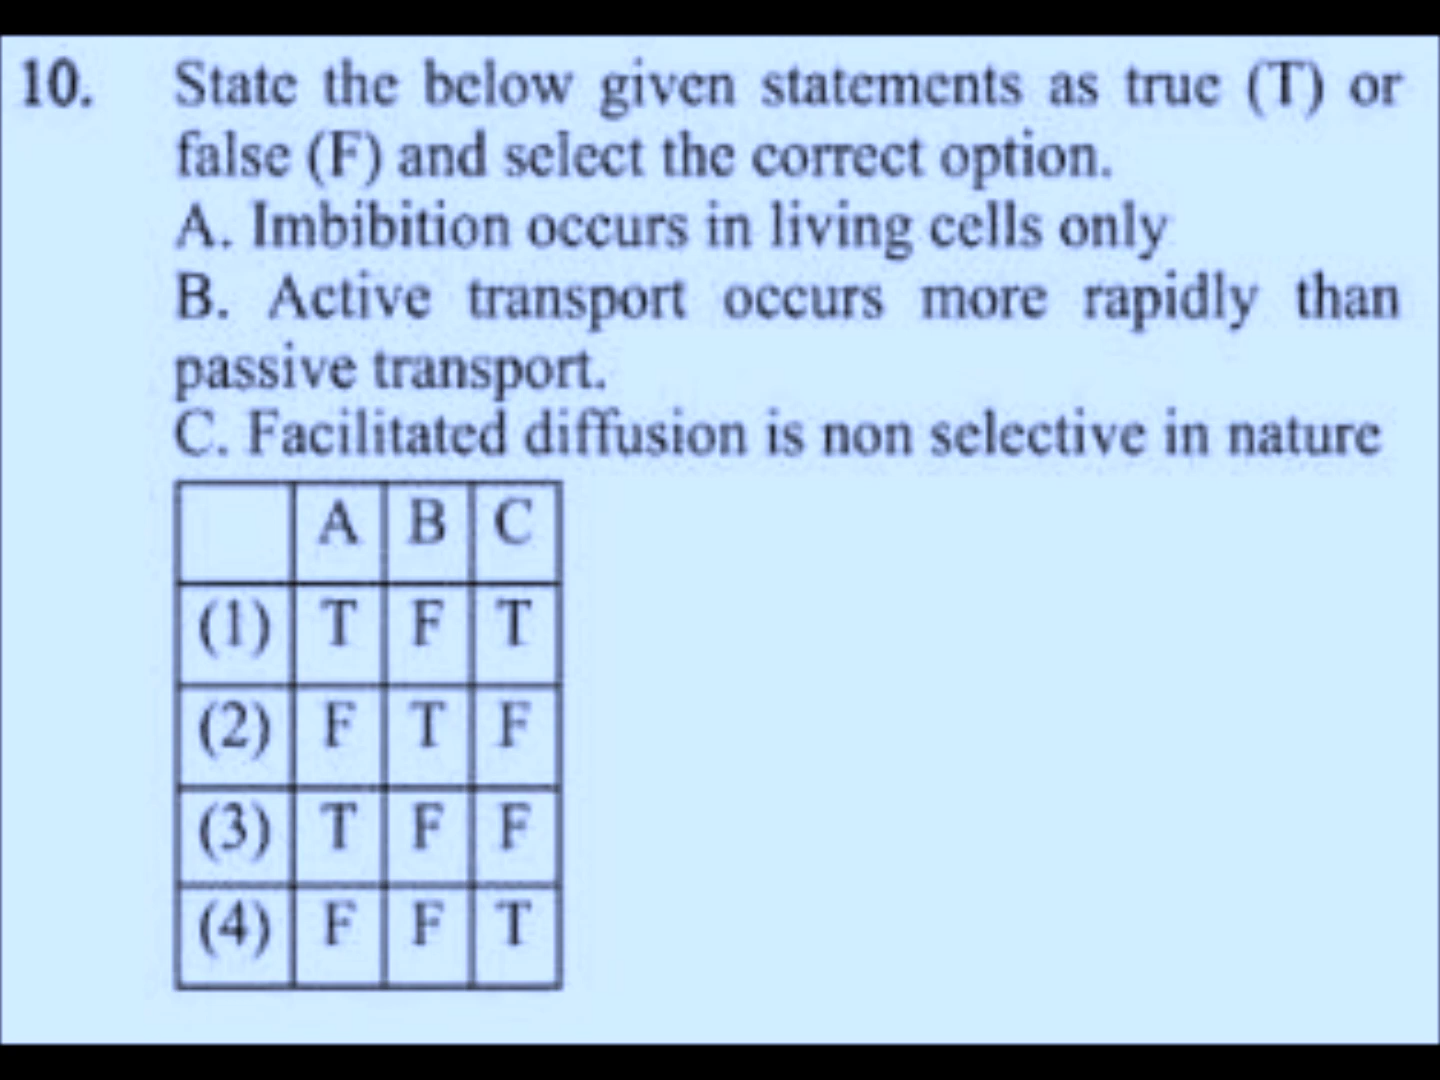 10. State the below given statements as true (T) or
false (F) and select the correct option.
A. Imbibition occurs in living cells only
B. Active transport occurs more rapidly than
passive transport.
C. Facilitated diffusion is non selective in nature
A B C
(1) T F T
(2) F T F
(3) T F F
(4) F F T